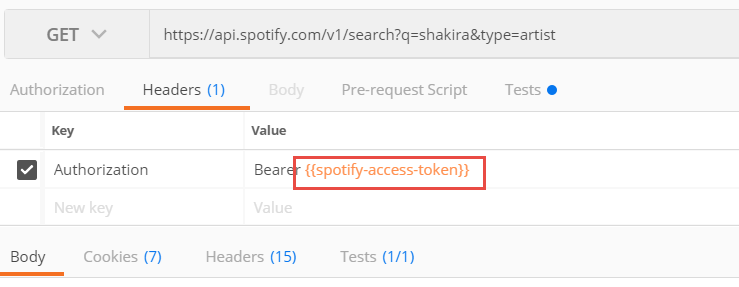 GET https://api.spotify.com/v1/search?q=shakira&type=artist
Authorization Headers (1) Body Pre-request Script Tests
Key Value
Authorization Bearer {{spotify-access-token}}
New key Value
Body Cookies (7) Headers (15) Tests (1/1)